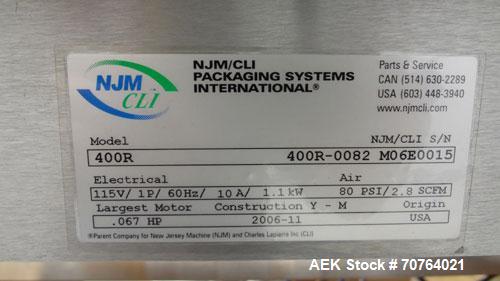 NJM
CLI
NJM/CLI
PACKAGING SYSTEMS
INTERNATIONAL®
Parts & Service
CAN (514) 630-2289
USA (603) 448-3940
www.njmcli.com
Model NJM/CLI S/N
400R 400R-0082 M06E0015
Electrical Air
115V/ 1P/ 60Hz/ 10A/ 1.1kW 80 PSI/2.8 SCFM
Largest Motor Construction Y - M Origin
.067 HP 2006-11 USA
®Parent Company for New Jersey Machine (NJM) and Charles Lapierre Inc (CLI)
AEK Stock # 70764021